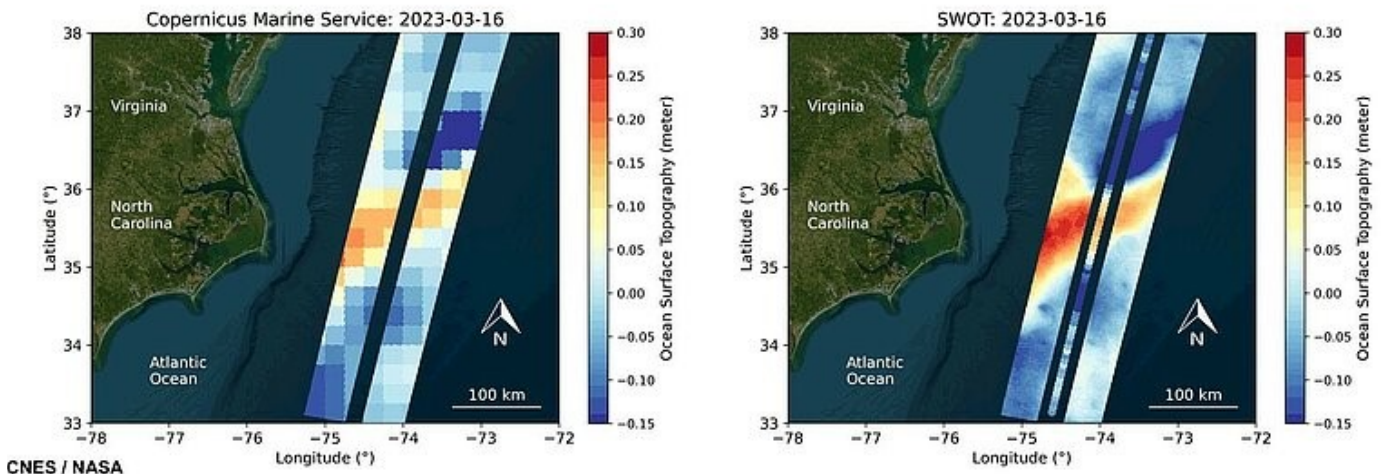 Copernicus Marine Service: 2023-03-16
38
37
36
35
34
33
−78
−77
−76
−75
−74
−73
−72
Latitude (°)
Longitude (°)
Virginia
North
Carolina
Atlantic
Ocean
N
100 km
0.30
0.25
0.20
0.15
0.10
0.05
0.00
−0.05
−0.10
−0.15
Ocean Surface Topography (meter)
SWOT: 2023-03-16
38
37
36
35
34
33
−78
−77
−76
−75
−74
−73
−72
Latitude (°)
Longitude (°)
Virginia
North
Carolina
Atlantic
Ocean
N
100 km
0.30
0.25
0.20
0.15
0.10
0.05
0.00
−0.05
−0.10
−0.15
Ocean Surface Topography (meter)
CNES / NASA